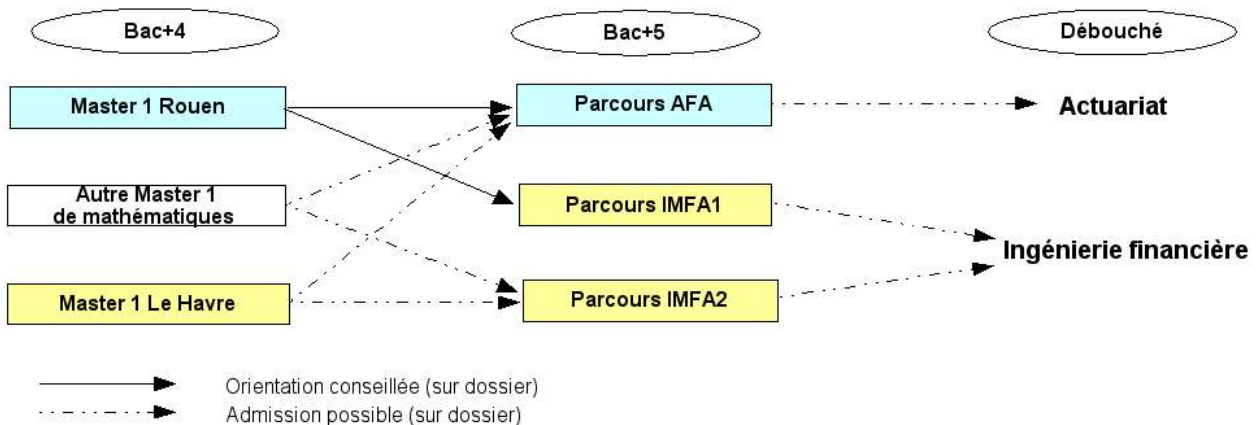 Bac+4
Bac+5
Débouché
Master 1 Rouen
Parcours AFA
Actuariat
Autre Master 1
de mathématiques
Parcours IMFA1
Ingénierie financière
Master 1 Le Havre
Parcours IMFA2
Orientation conseillée (sur dossier)
Admission possible (sur dossier)